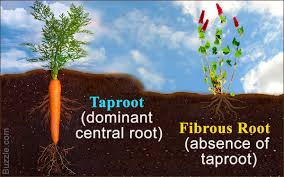 Taproot
(dominant
central root)
Fibrous Root
(absence of
taproot)
Buzzle.com